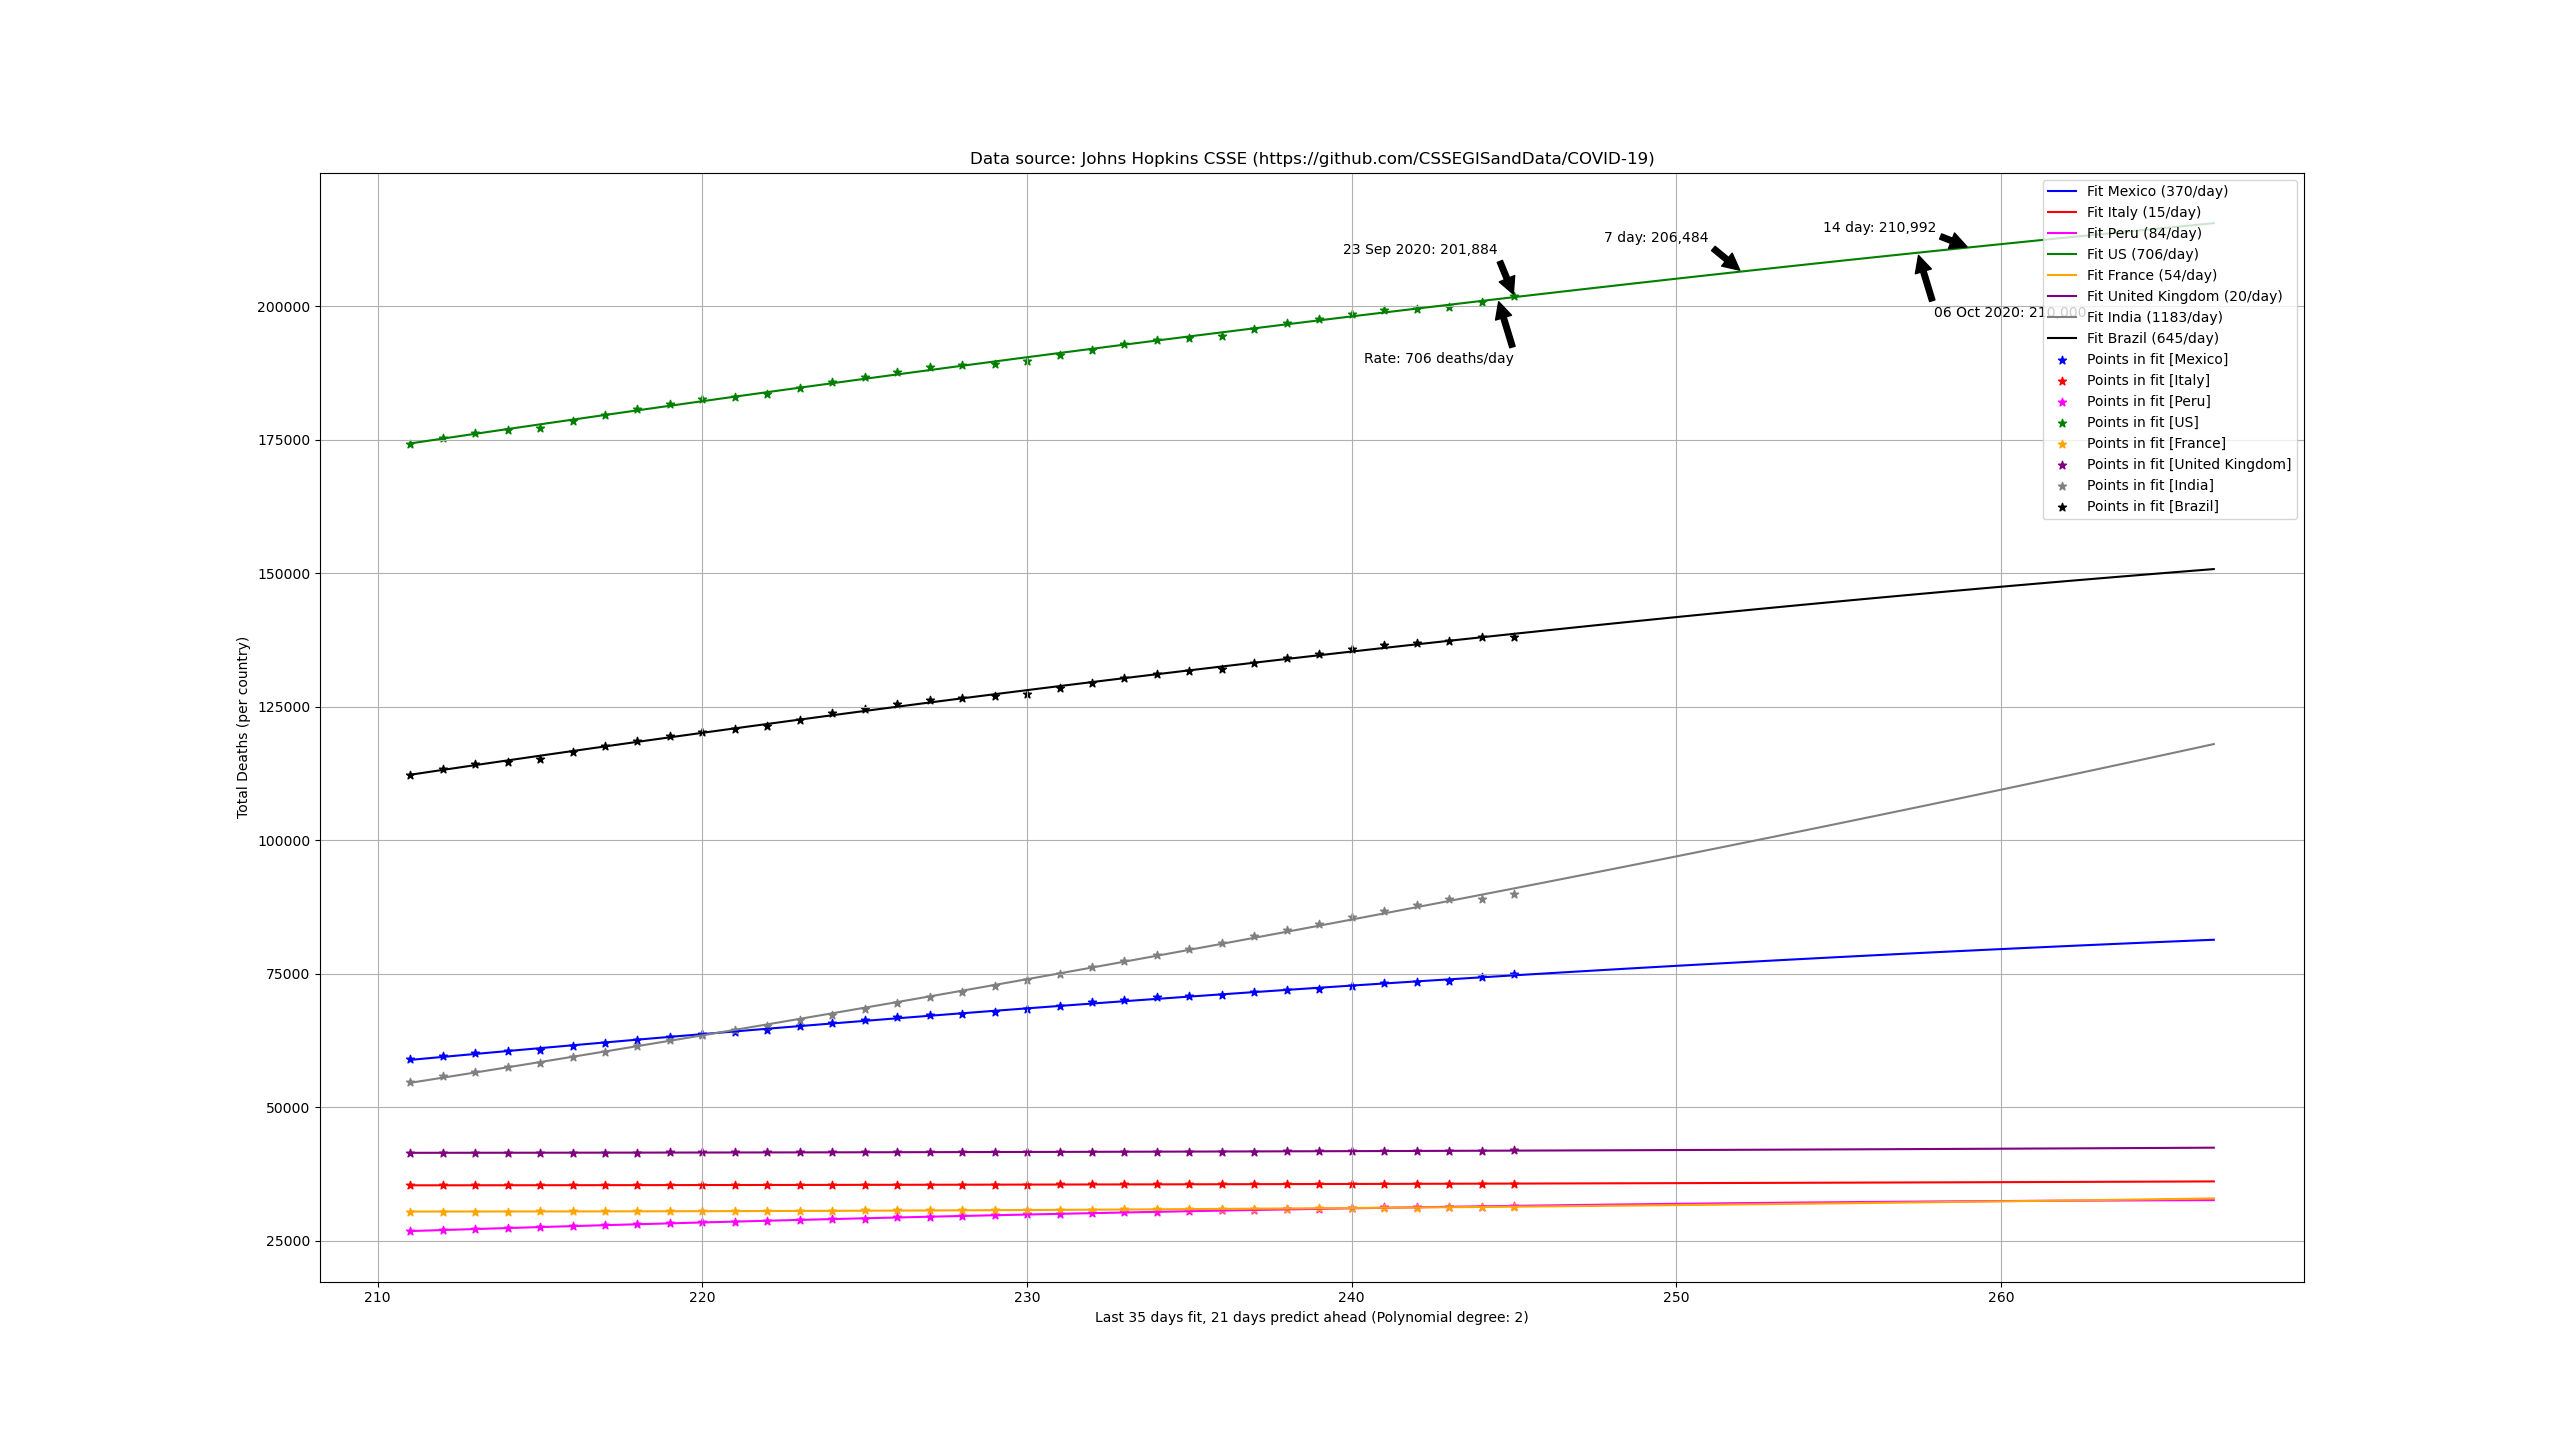 Data source: Johns Hopkins CSSE (https://github.com/CSSEGISandData/COVID-19)
Fit Mexico (370/day)
Fit Italy (15/day)
Fit Peru (84/day)
Fit US (706/day)
Fit France (54/day)
Fit United Kingdom (20/day)
Fit India (1183/day)
Fit Brazil (645/day)
Points in fit [Mexico]
Points in fit [Italy]
Points in fit [Peru]
Points in fit [US]
Points in fit [France]
Points in fit [United Kingdom]
Points in fit [India]
Points in fit [Brazil]
23 Sep 2020: 201,884
7 day: 206,484
14 day: 210,992
06 Oct 2020: 210,000
Rate: 706 deaths/day
Total Deaths (per country)
200000
175000
150000
125000
100000
75000
50000
25000
210
220
230
240
250
260
Last 35 days fit, 21 days predict ahead (Polynomial degree: 2)